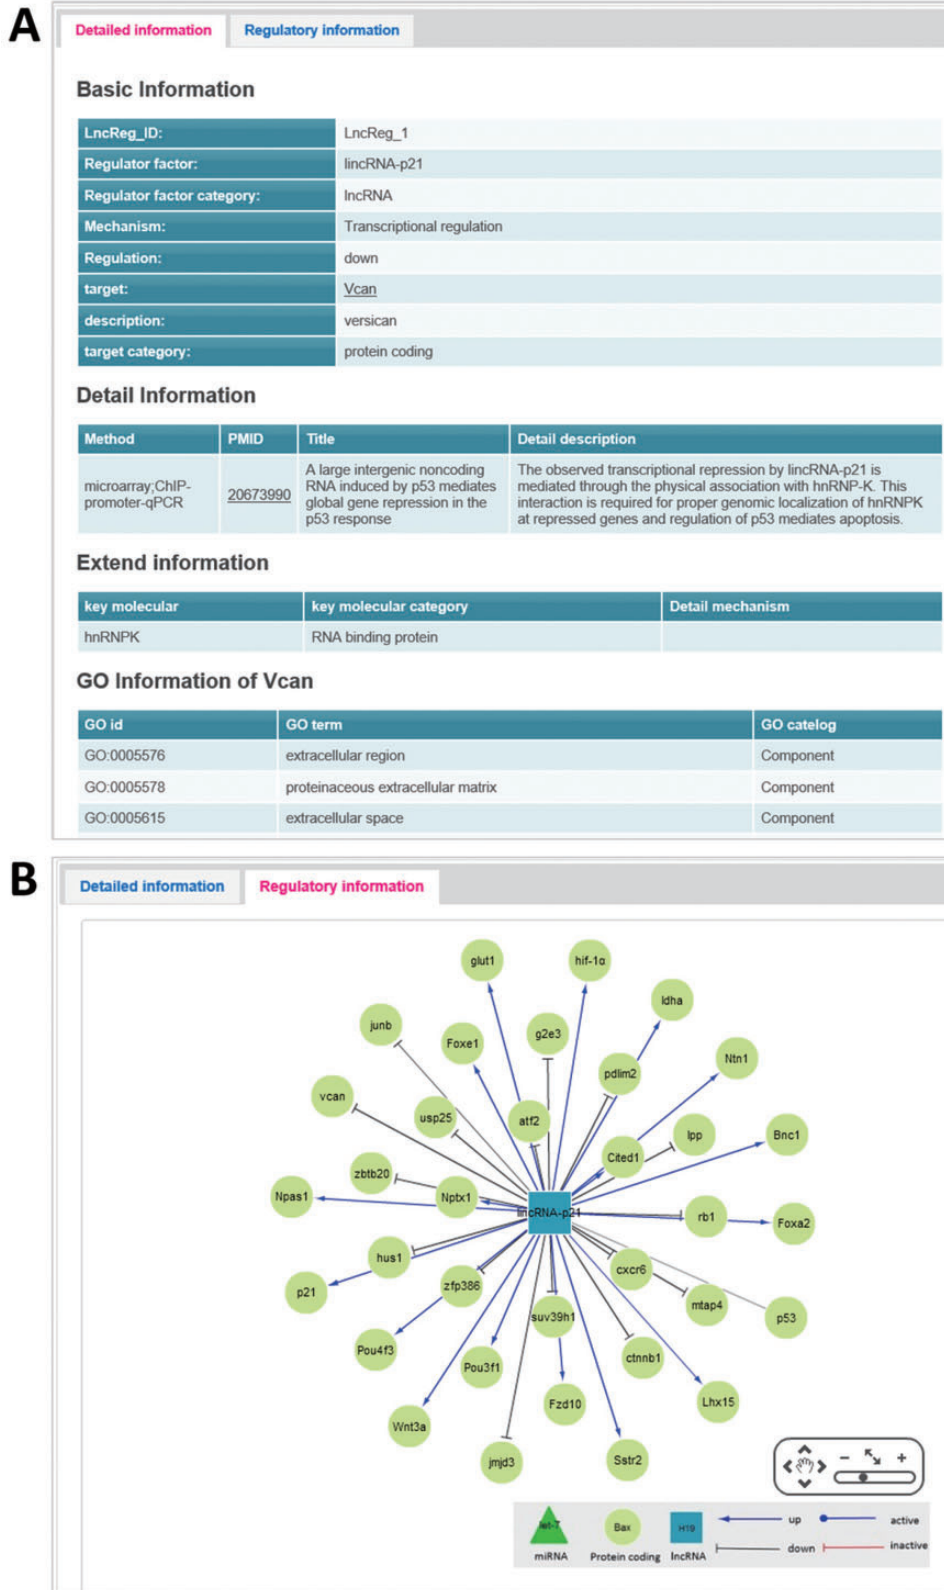 A
Detailed information Regulatory information
Basic Information
LncReg_ID: LncReg_1
Regulator factor: lincRNA-p21
Regulator factor category: lncRNA
Mechanism: Transcriptional regulation
Regulation: down
target: Vcan
description: versican
target category: protein coding
Detail Information
Method PMID Title Detail description
microarray;ChIP-promoter-qPCR 20673990 A large intergenic noncoding RNA induced by p53 mediates global gene repression in the p53 response The observed transcriptional repression by lincRNA-p21 is mediated through the physical association with hnRNP-K. This interaction is required for proper genomic localization of hnRNPK at repressed genes and regulation of p53 mediates apoptosis.
Extend information
key molecular key molecular category Detail mechanism
hnRNPK RNA binding protein
GO Information of Vcan
GO id GO term GO catelog
GO:0005576 extracellular region Component
GO:0005578 proteinaceous extracellular matrix Component
GO:0005615 extracellular space Component
B
Detailed information Regulatory information
glut1
hif-1α
ldha
junb
g2e3
Foxe1
Ntn1
pdlim2
vcan
usp25
atf2
lpp
Bnc1
Cited1
zbtb20
Npas1
Nptx1
lincRNA-p21
rb1
Foxa2
hus1
cxcr6
zfp386
p21
mtap4
p53
suv39h1
Pou4f3
ctnnb1
Pou3f1
Fzd10
Lhx15
Wnt3a
jmjd3
Sstr2
− +
let-7 Bax H19 up active
miRNA Protein coding lncRNA down inactive